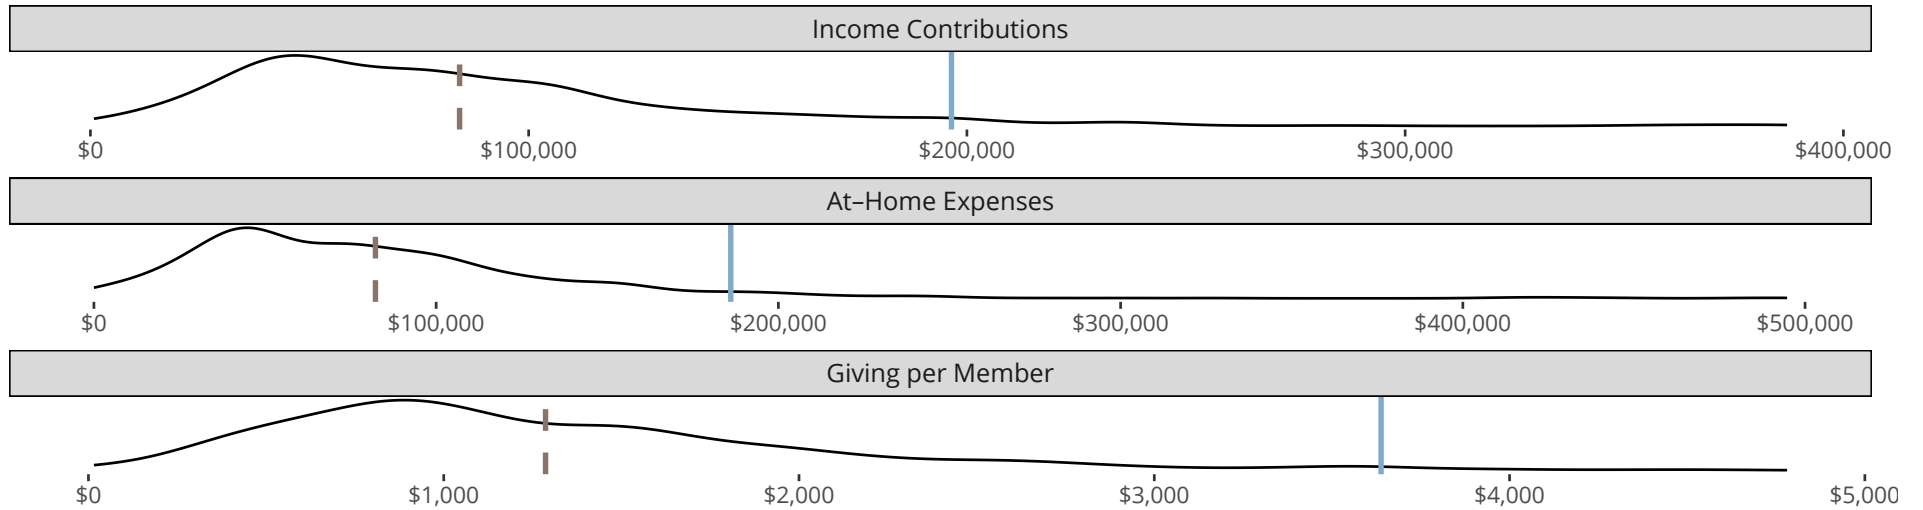 Income Contributions
$0 $100,000 $200,000 $300,000 $400,000
At–Home Expenses
$0 $100,000 $200,000 $300,000 $400,000 $500,000
Giving per Member
$0 $1,000 $2,000 $3,000 $4,000 $5,000